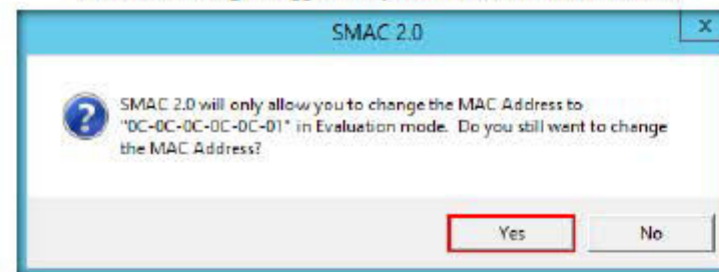 SMAC 2.0
x
SMAC 2.0 will only allow you to change the MAC Address to
"0C-0C-0C-0C-0C-01" in Evaluation mode. Do you still want to change
the MAC Address?
Yes No